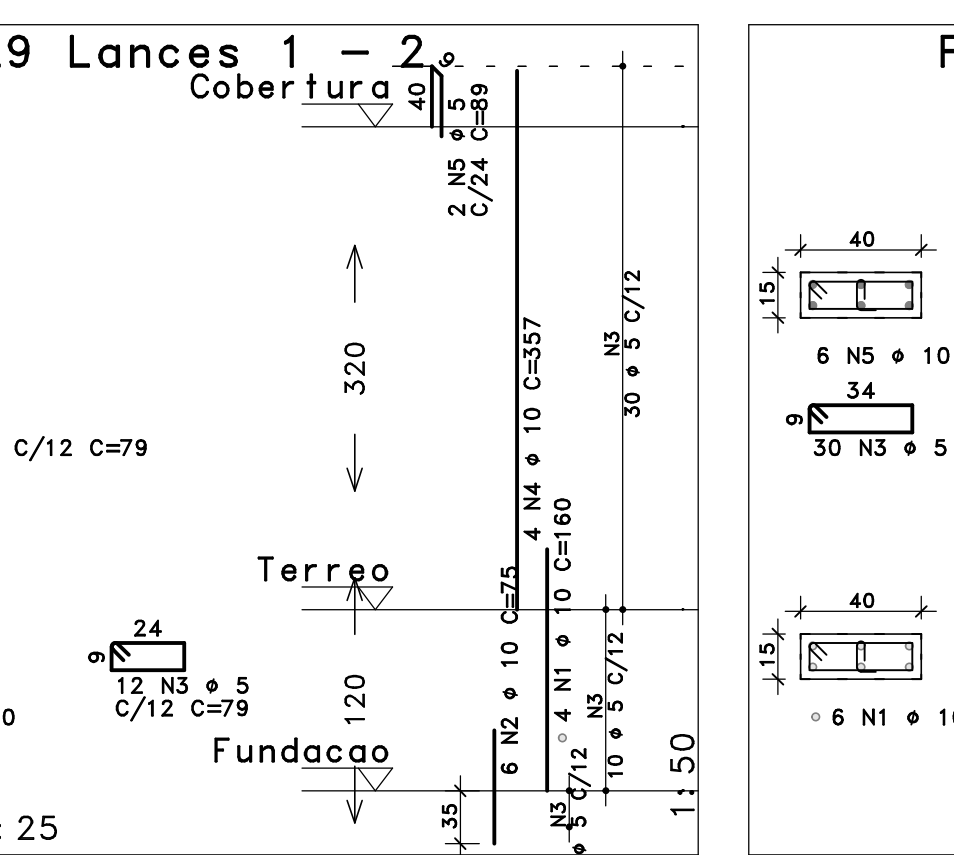 9 Lances 1 - 2
Cobertura
40
9
2 N5 ø 5
C/24 C=89
320
4 N4 ø 10 C=357
N3
30 ø 5 C/12
C/12 C=79
Terreo
24
9
12 N3 ø 5
C/12 C=79
120
Fundacao
35
6 N2 ø 10 C=75
4 N1 ø 10 C=160
N3
10 ø 5 C/12
N3
ø 5 C/12
1:50
0
: 25
F
40
15
6 N5 ø 10
34
9
30 N3 ø 5
40
15
6 N1 ø 1